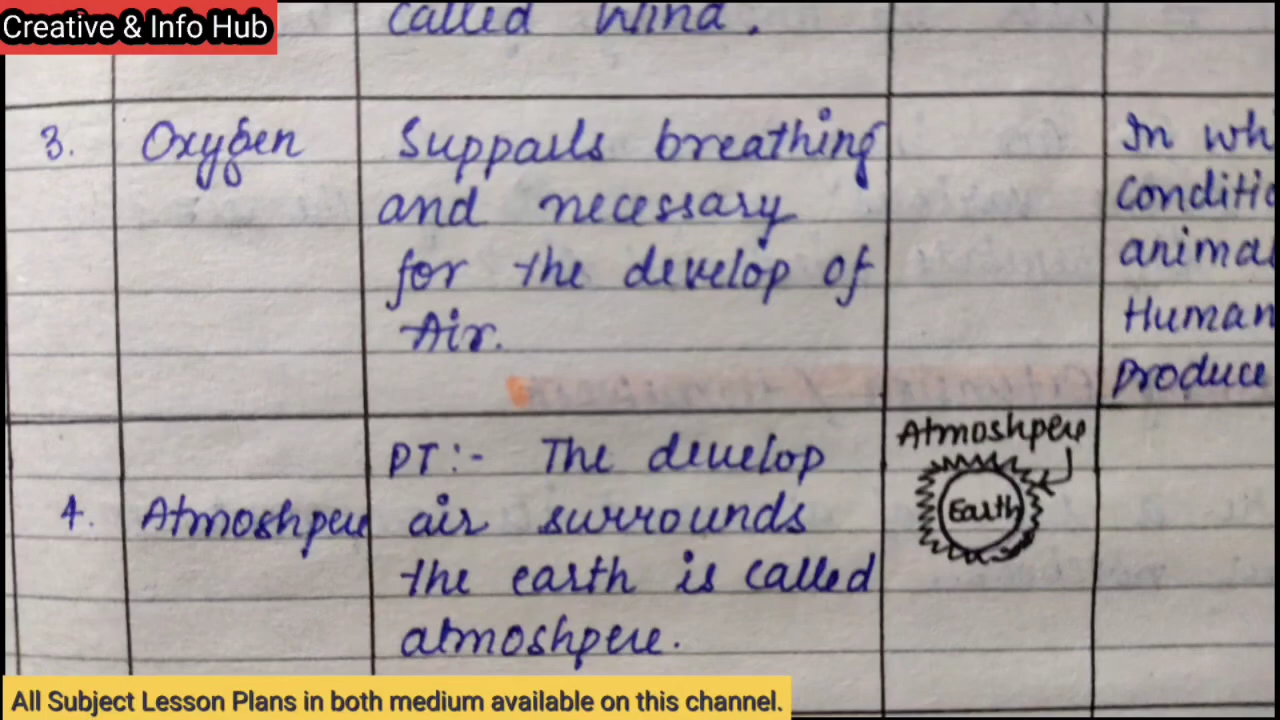 Creative & Info Hub
called Wind.
3. Oxygen
Suppails breathing
and necessary
for the develop of
Air.
In wh
Conditio
animal
Human
Produce
4. Atmoshpere
PT:- The develop
air surrounds
the earth is called
atmoshpere.
Atmoshpere
Earth
All Subject Lesson Plans in both medium available on this channel.